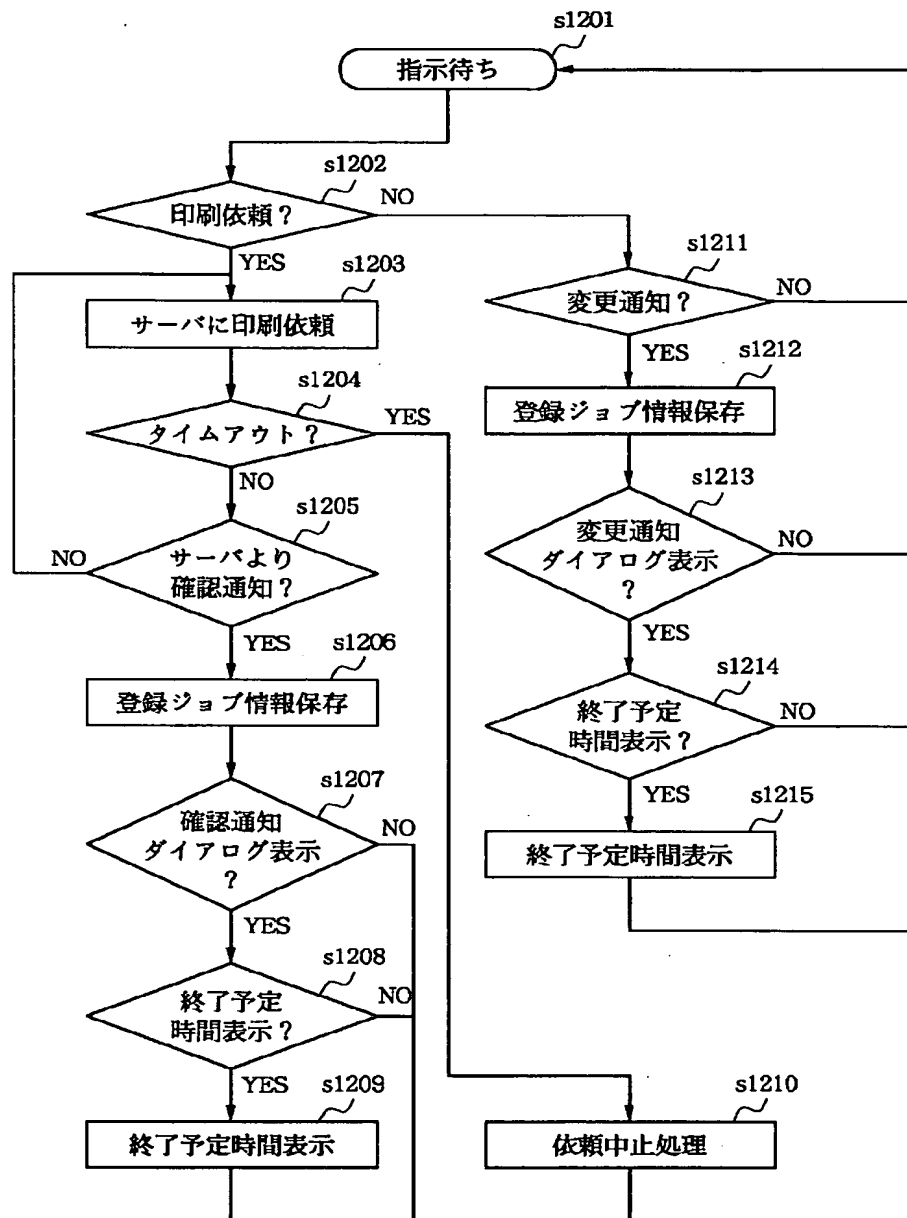 s1201
指示待ち
s1202
印刷依頼？
NO
YES
s1203
サーバに印刷依頼
s1204
タイムアウト？
YES
NO
s1205
サーバより
確認通知？
NO
YES
s1206
登録ジョブ情報保存
s1207
確認通知
ダイアログ表示
？
NO
YES
s1208
終了予定
時間表示？
NO
YES
s1209
終了予定時間表示
s1211
変更通知？
NO
YES
s1212
登録ジョブ情報保存
s1213
変更通知
ダイアログ表示
？
NO
YES
s1214
終了予定
時間表示？
NO
YES
s1215
終了予定時間表示
s1210
依頼中止処理